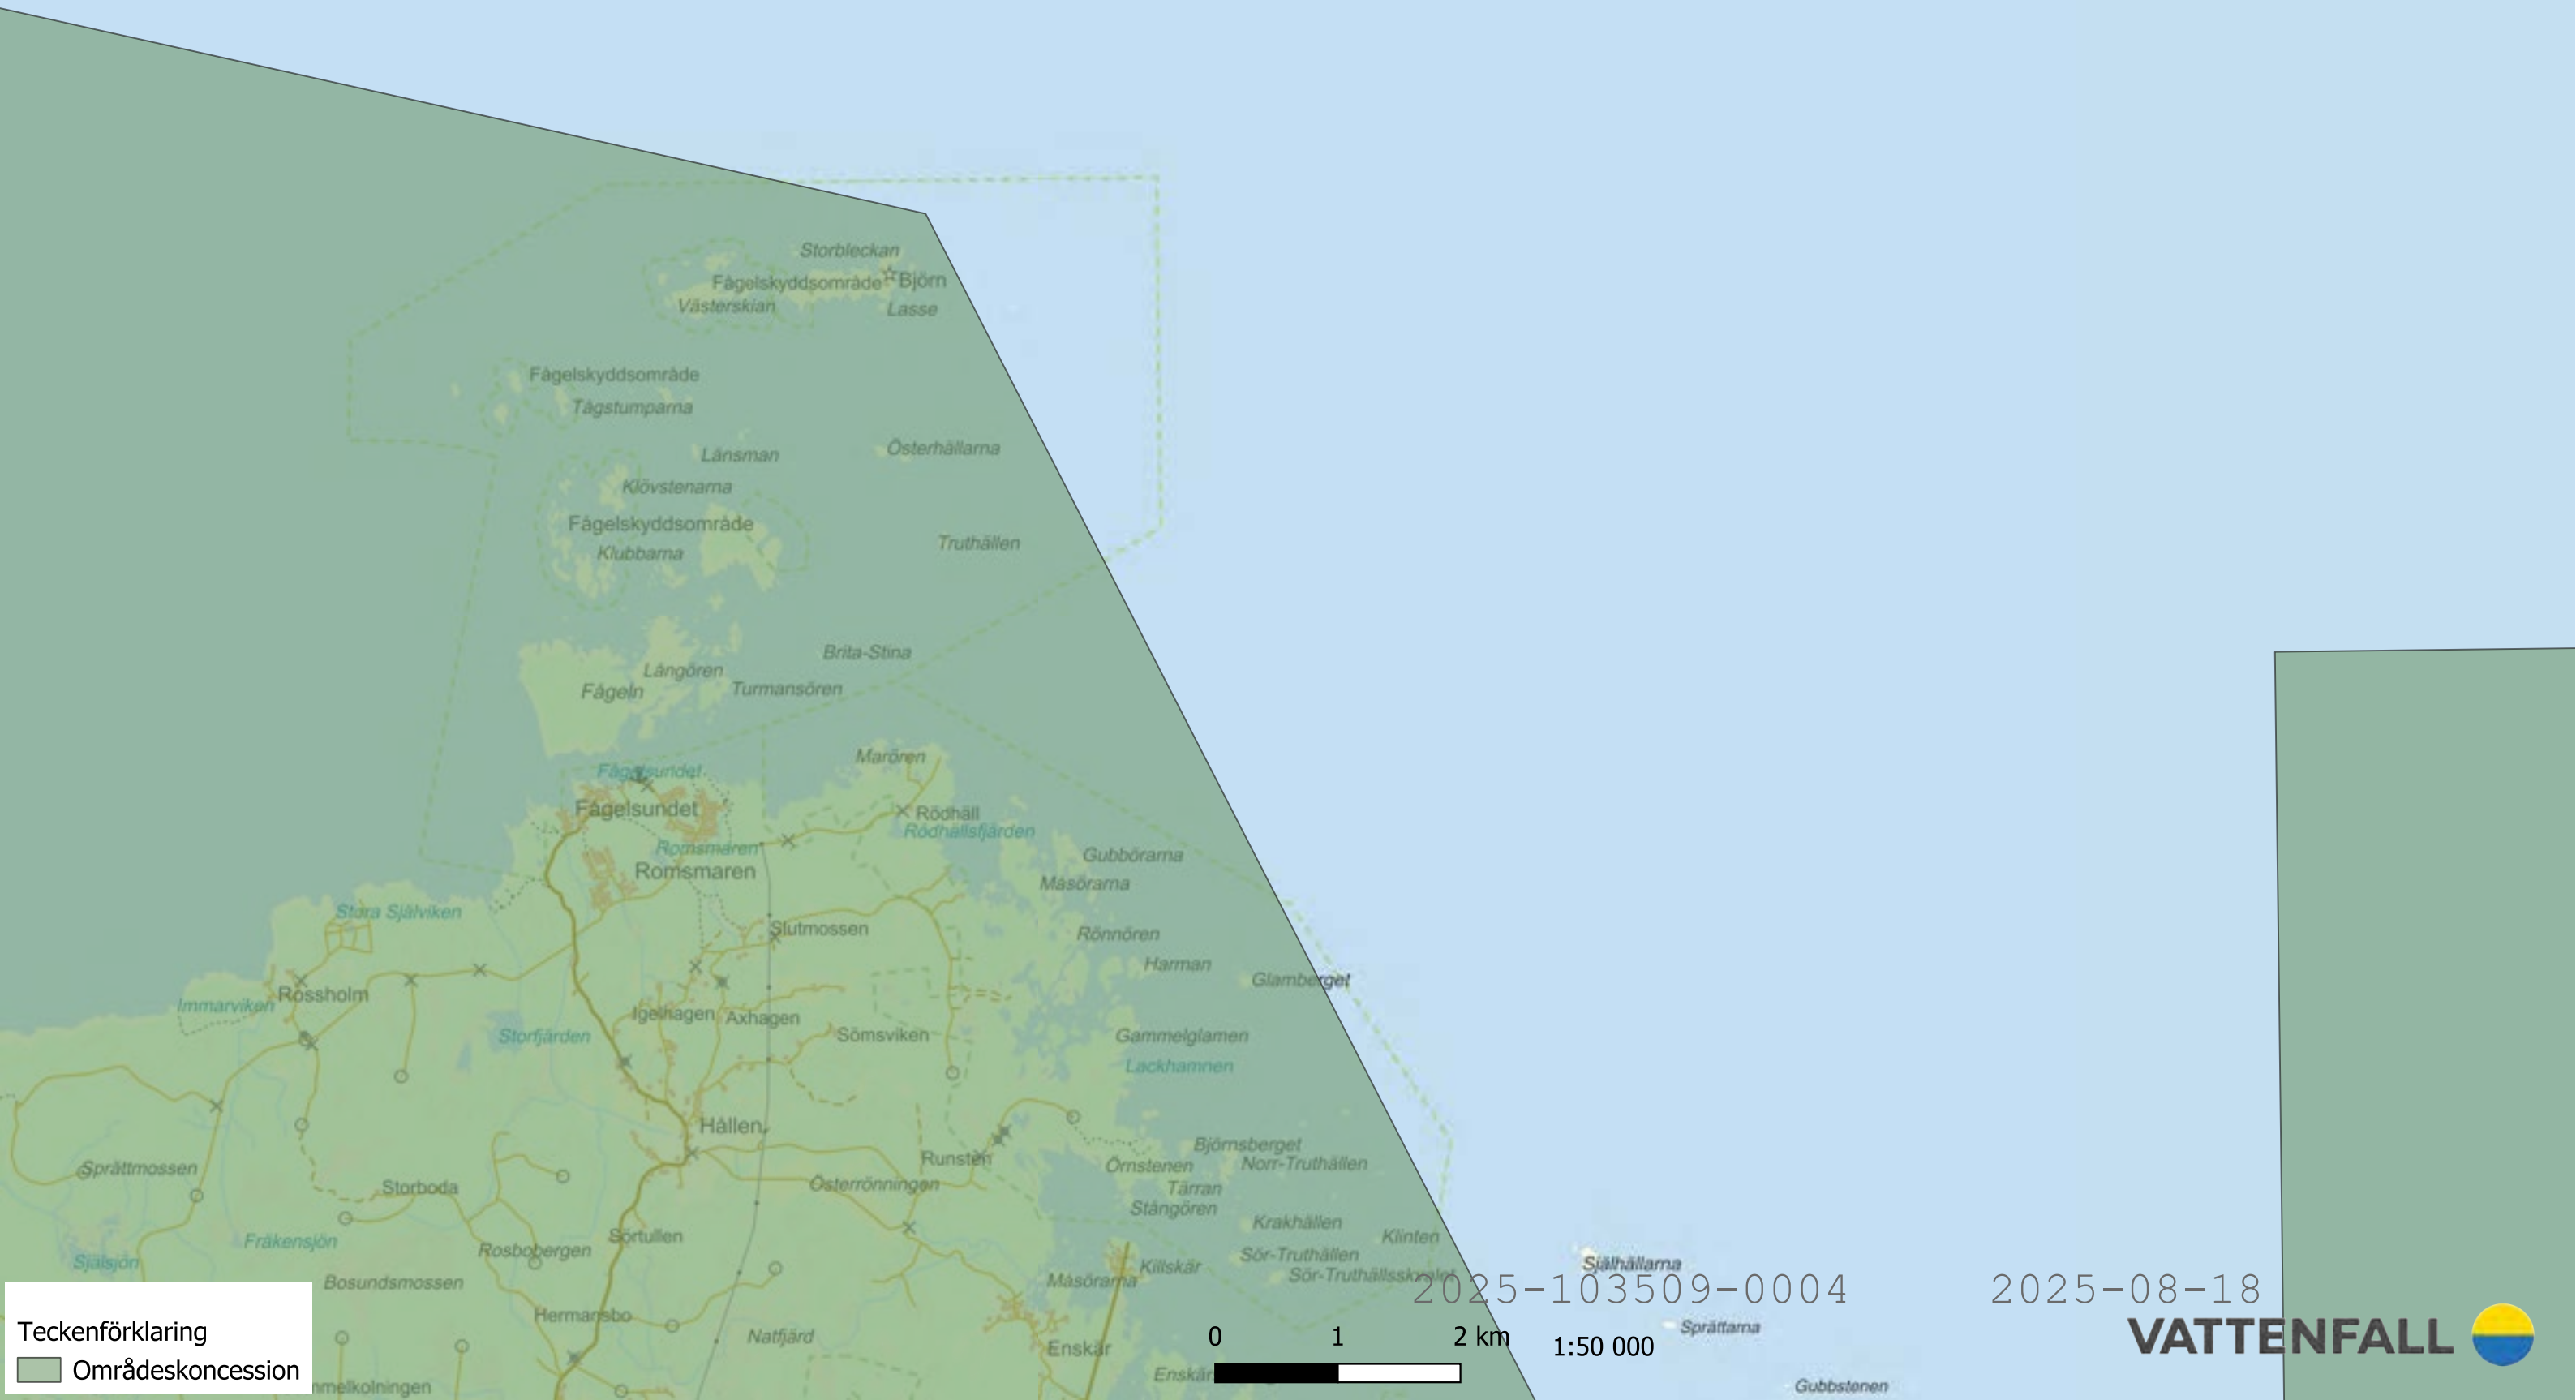 Storbleckan
Fågelskyddsområde
Björn
Västerskian
Lasse
Fågelskyddsområde
Tågstumparna
Länsman
Österhällarna
Klövstenarna
Fågelskyddsområde
Klubbarna
Truthällen
Brita-Stina
Långören
Fågeln
Turmansören
Marören
Fågelsundet
Fågelsundet
Rödhäll
Rödhällsfjärden
Romsmaren
Romsmaren
Gubbörarna
Måsörarna
Stora Själviken
Slutmossen
Rönnören
Harman
Glamberget
Rossholm
Immarviken
Igelhagen
Axhagen
Storfjärden
Sömsviken
Gammelglamen
Lackhamnen
Hållen
Björnsberget
Runsten
Örnstenen
Norr-Truthällen
Sprättmossen
Storboda
Österrönningen
Tärran
Stångören
Krakhällen
Klinten
Fräkensjön
Sörtullen
Rosbobergen
Själsjön
Sör-Truthällen
Killskär
Själhällarna
Bosundsmossen
Måsörarna
2025-103509-0004
2025-08-18
Hermansbo
Natfjärd
Enskär
Sprättarna
Teckenförklaring
Områdeskoncession
0 1 2 km
1:50 000
VATTENFALL
Gubbstenen